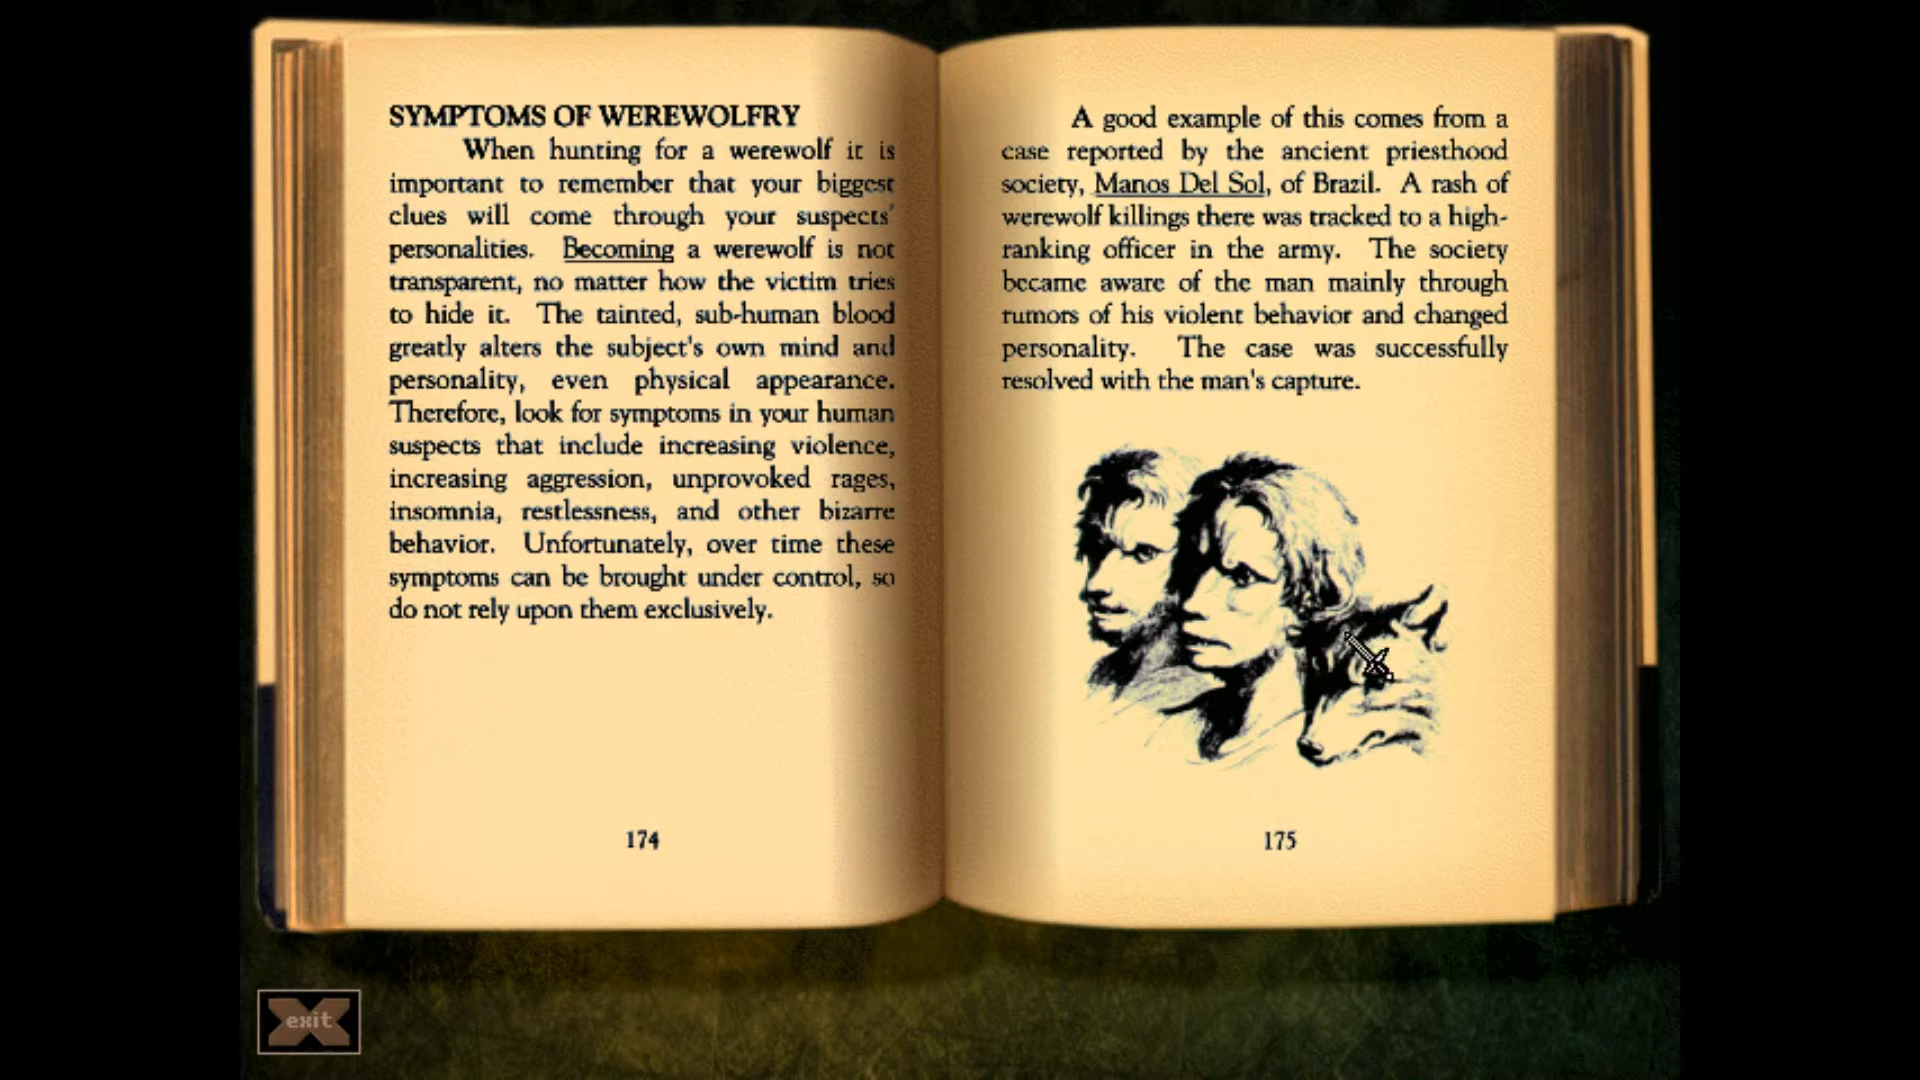 SYMPTOMS OF WEREWOLFRY
When hunting for a werewolf it is
important to remember that your biggest
clues will come through your suspects'
personalities. Becoming a werewolf is not
transparent, no matter how the victim tries
to hide it. The tainted, sub-human blood
greatly alters the subject's own mind and
personality, even physical appearance.
Therefore, look for symptoms in your human
suspects that include increasing violence,
increasing aggression, unprovoked rages,
insomnia, restlessness, and other bizarre
behavior. Unfortunately, over time these
symptoms can be brought under control, so
do not rely upon them exclusively.
174
A good example of this comes from a
case reported by the ancient priesthood
society, Manos Del Sol, of Brazil. A rash of
werewolf killings there was tracked to a high-
ranking officer in the army. The society
became aware of the man mainly through
rumors of his violent behavior and changed
personality. The case was successfully
resolved with the man's capture.
175
exit